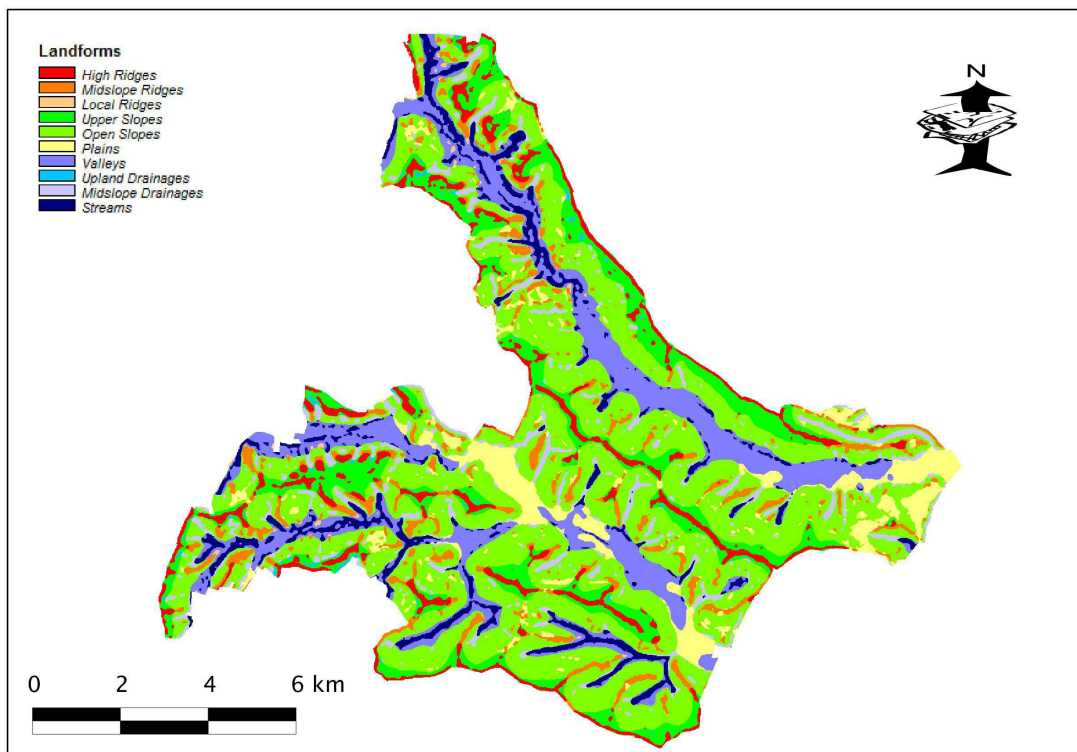 Landforms
High Ridges
Midslope Ridges
Local Ridges
Upper Slopes
Open Slopes
Plains
Valleys
Upland Drainages
Midslope Drainages
Streams
N
0 2 4 6 km